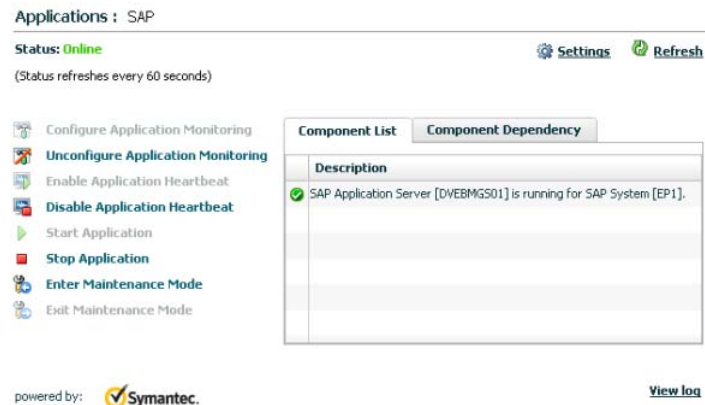 Applications : SAP
Status: Online
Settings
Refresh
(Status refreshes every 60 seconds)
Configure Application Monitoring
Unconfigure Application Monitoring
Enable Application Heartbeat
Disable Application Heartbeat
Start Application
Stop Application
Enter Maintenance Mode
Exit Maintenance Mode
Component List
Component Dependency
Description
SAP Application Server [DVEBMGS01] is running for SAP System [EP1].
powered by: Symantec.
View log